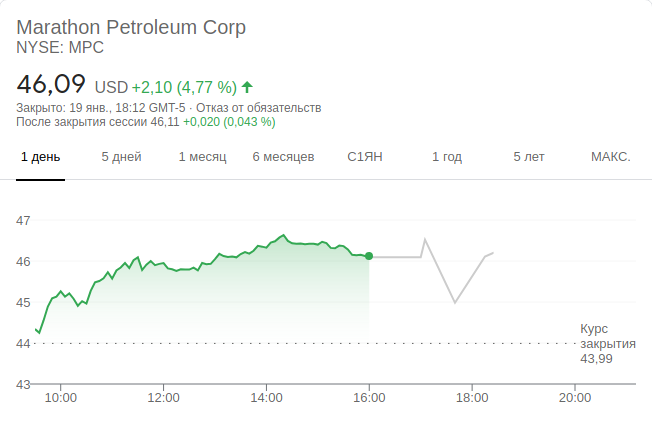 Marathon Petroleum Corp
NYSE: MPC
46,09 USD +2,10 (4,77 %)
Закрыто: 19 янв., 18:12 GMT-5 · Отказ от обязательств
После закрытия сессии 46,11 +0,020 (0,043 %)
1 день 5 дней 1 месяц 6 месяцев С1ЯН 1 год 5 лет МАКС.
47
46
45
44
43
Курс
закрытия
43,99
10:00 12:00 14:00 16:00 18:00 20:00